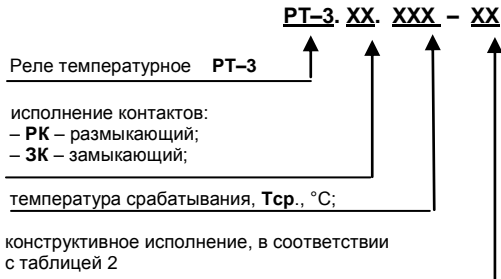 РТ–3. ХХ. ХХХ – ХХ
Реле температурное РТ–3
исполнение контактов:
– РК – размыкающий;
– ЗК – замыкающий;
температура срабатывания, Тср., °С;
конструктивное исполнение, в соответствии
с таблицей 2